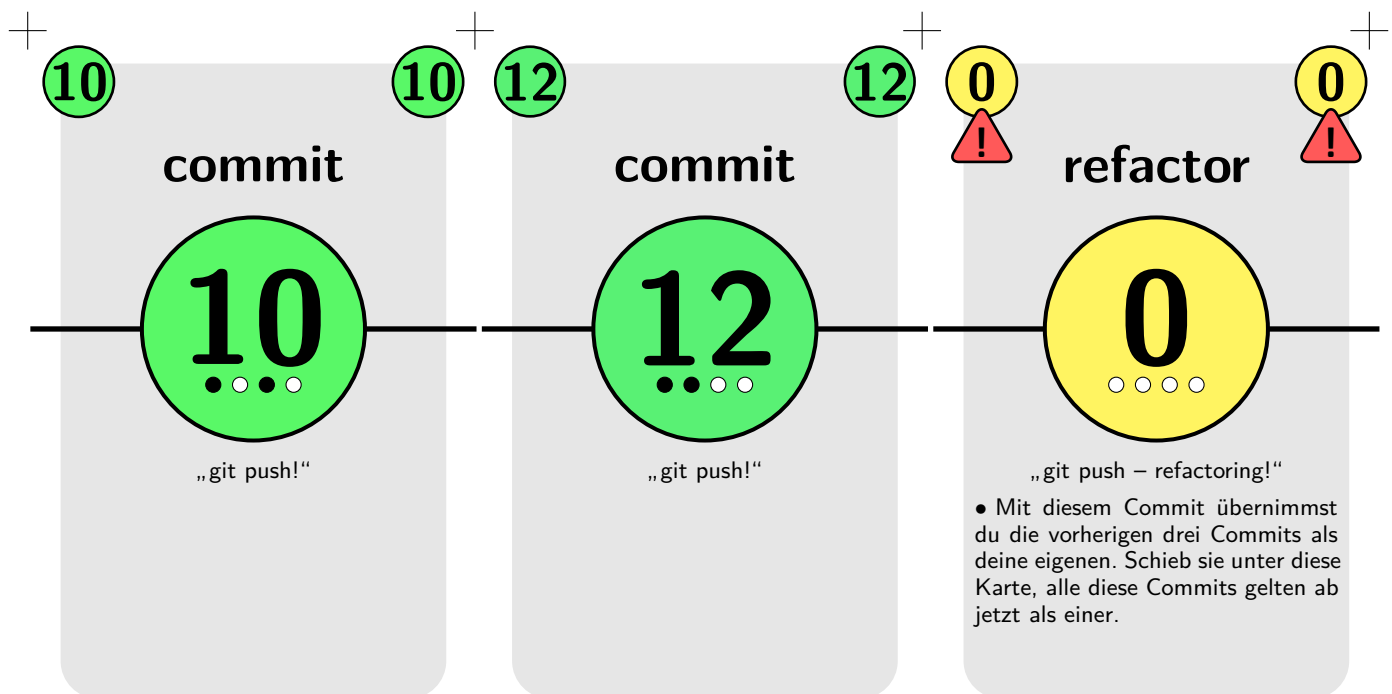 10 10
commit
10
„git push!“
12 12
commit
12
„git push!“
0 0
! !
refactor
0
„git push – refactoring!“
• Mit diesem Commit übernimmst
du die vorherigen drei Commits als
deine eigenen. Schieb sie unter diese
Karte, alle diese Commits gelten ab
jetzt als einer.